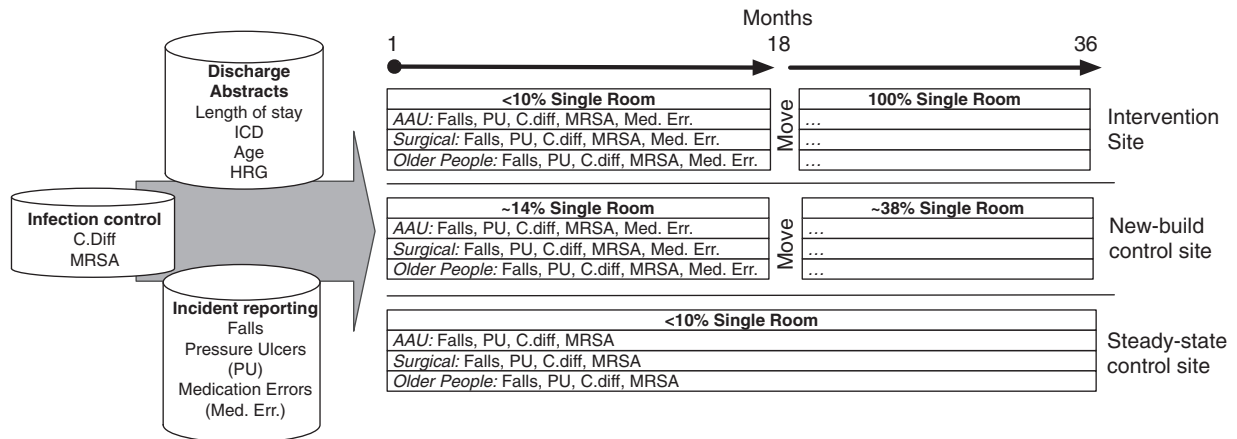 Discharge
Abstracts
Length of stay
ICD
Age
HRG
Infection control
C.Diff
MRSA
Incident reporting
Falls
Pressure Ulcers
(PU)
Medication Errors
(Med. Err.)
Months
1 18 36
<10% Single Room
AAU: Falls, PU, C.diff, MRSA, Med. Err.
Surgical: Falls, PU, C.diff, MRSA, Med. Err.
Older People: Falls, PU, C.diff, MRSA, Med. Err.
Move
100% Single Room
...
...
...
Intervention
Site
~14% Single Room
AAU: Falls, PU, C.diff, MRSA, Med. Err.
Surgical: Falls, PU, C.diff, MRSA, Med. Err.
Older People: Falls, PU, C.diff, MRSA, Med. Err.
Move
~38% Single Room
...
...
...
New-build
control site
<10% Single Room
AAU: Falls, PU, C.diff, MRSA
Surgical: Falls, PU, C.diff, MRSA
Older People: Falls, PU, C.diff, MRSA
Steady-state
control site